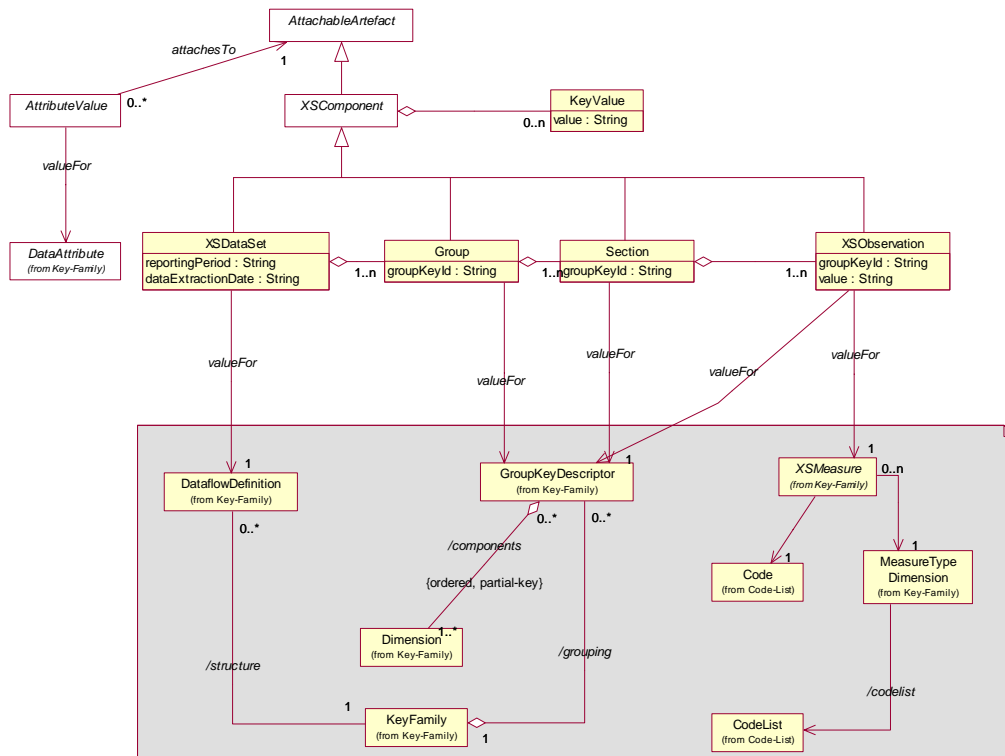 AttachableArtefact
attachesTo
1
0..*
AttributeValue
XSComponent
KeyValue
value : String
0..n
valueFor
DataAttribute
(from Key-Family)
XSDataSet
reportingPeriod : String
dataExtractionDate : String
1..n
Group
groupKeyId : String
1..n
Section
groupKeyId : String
1..n
XSObservation
groupKeyId : String
value : String
valueFor
valueFor
valueFor
valueFor
valueFor
1
DataflowDefinition
(from Key-Family)
0..*
GroupKeyDescriptor
(from Key-Family)
1
0..*
0..*
1
XSMeasure
(from Key-Family)
0..n
/components
{ordered, partial-key}
1..*
Dimension
(from Key-Family)
1
Code
(from Code-List)
1
MeasureType
Dimension
(from Key-Family)
/structure
/grouping
/codelist
1
KeyFamily
(from Key-Family)
1
CodeList
(from Code-List)